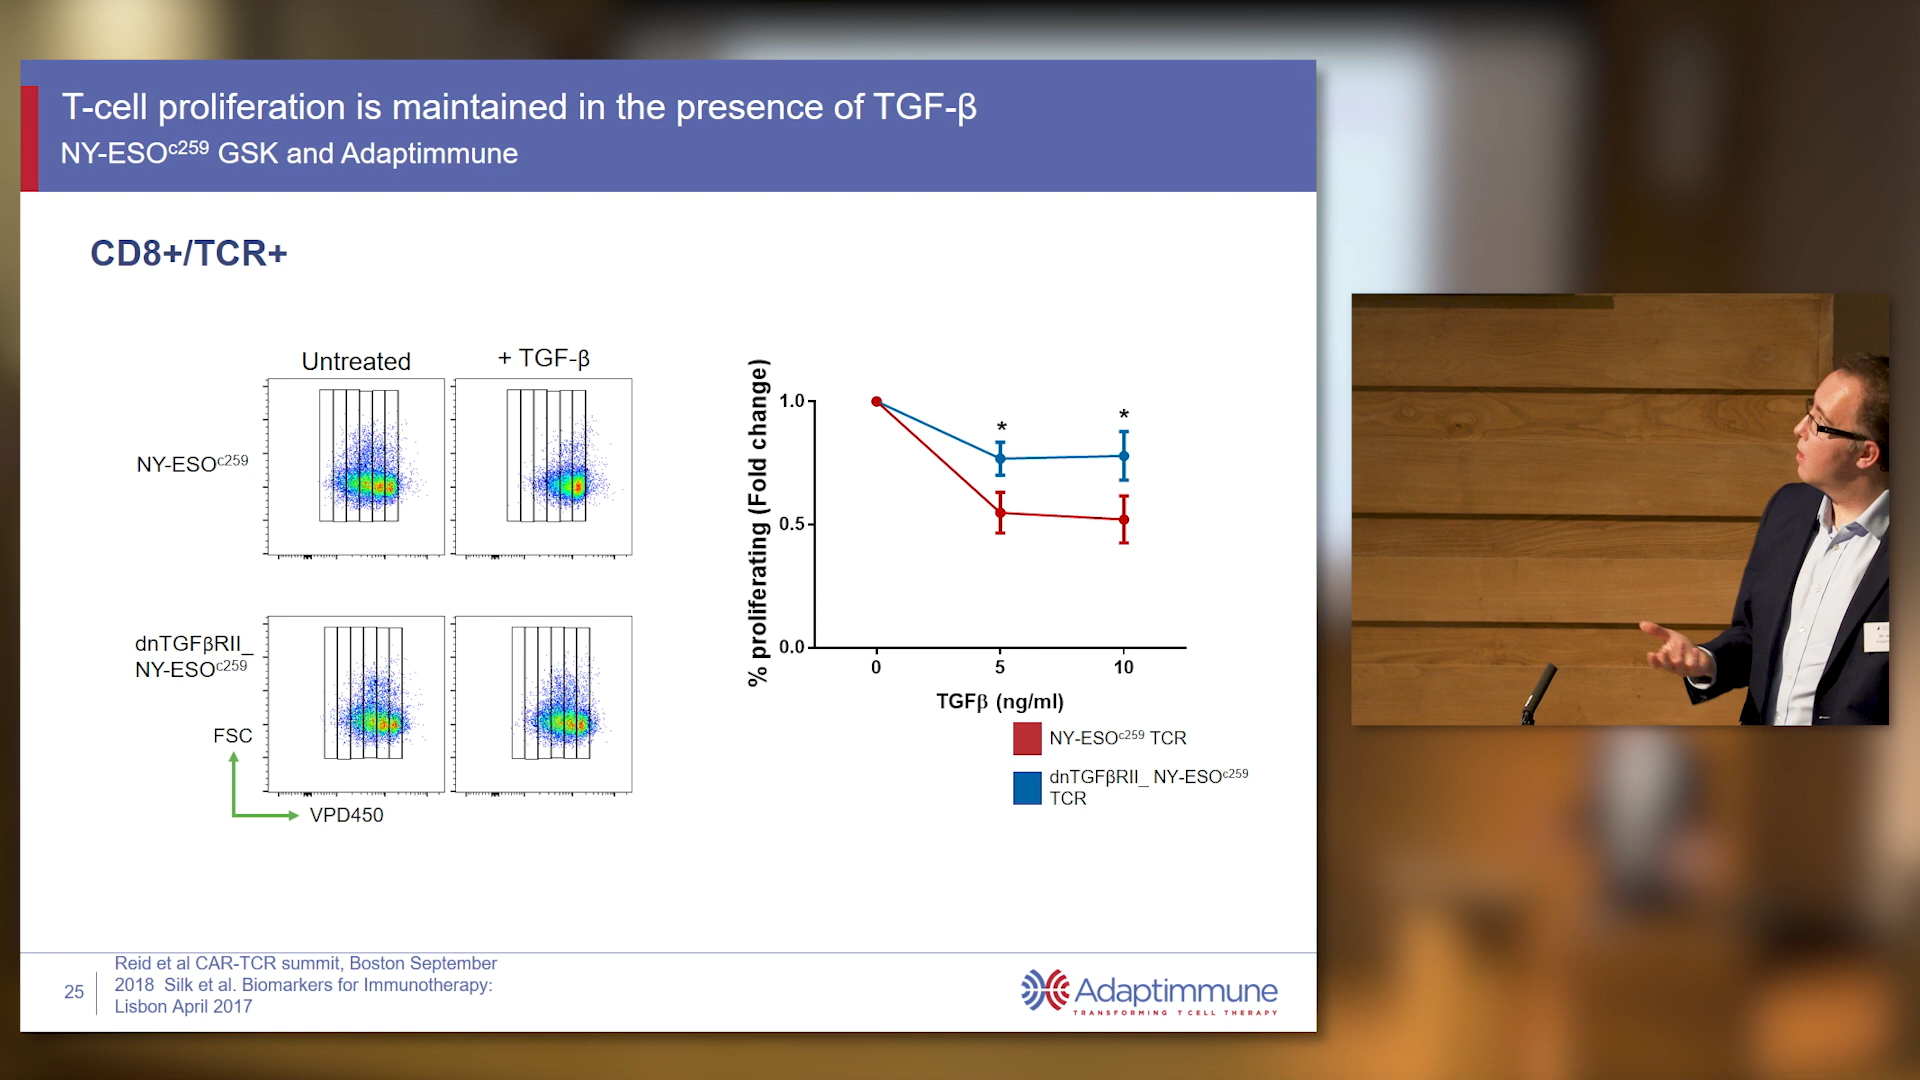 T-cell proliferation is maintained in the presence of TGF-β
NY-ESOc259 GSK and Adaptimmune
CD8+/TCR+
Untreated
+ TGF-β
NY-ESOc259
dnTGFβRII_
NY-ESOc259
FSC
VPD450
% proliferating (Fold change)
1.0
*
*
0.5
0.0
0
5
10
TGFβ (ng/ml)
NY-ESOc259 TCR
dnTGFβRII_ NY-ESOc259
TCR
25
Reid et al CAR-TCR summit, Boston September
2018 Silk et al. Biomarkers for Immunotherapy:
Lisbon April 2017
Adaptimmune
TRANSFORMING T CELL THERAPY